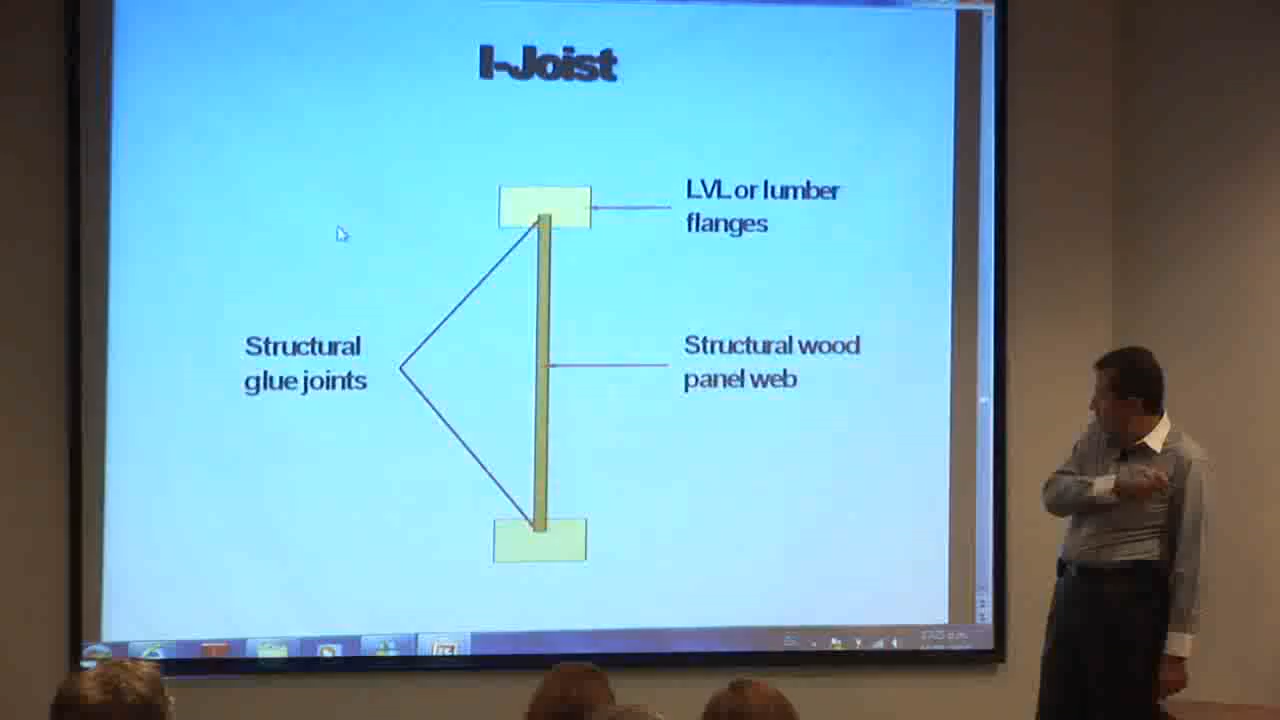 I-Joist
LVL or lumber
flanges
Structural
glue joints
Structural wood
panel web